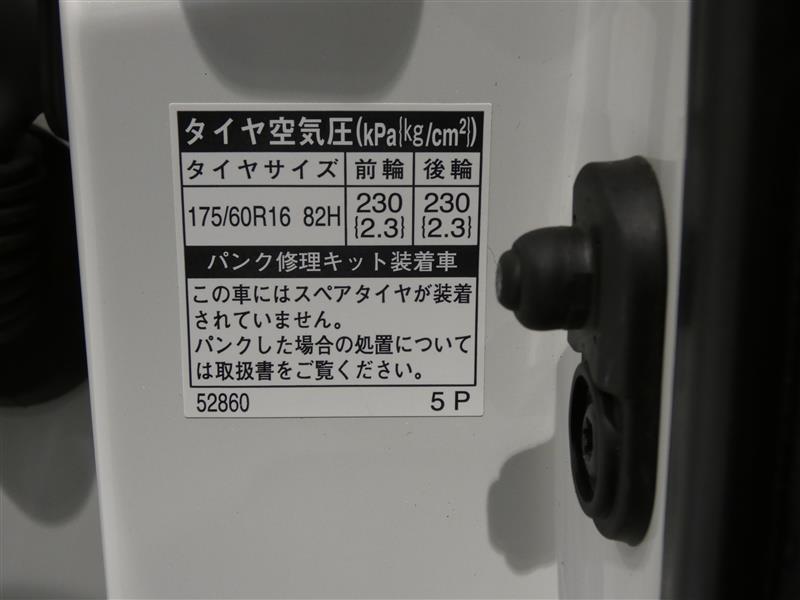 タイヤ空気圧(kPa{kg/cm²})
タイヤサイズ 前輪 後輪
175/60R16 82H 230 {2.3} 230 {2.3}
パンク修理キット装着車
この車にはスペアタイヤが装着
されていません。
パンクした場合の処置について
は取扱書をご覧ください。
52860 5P